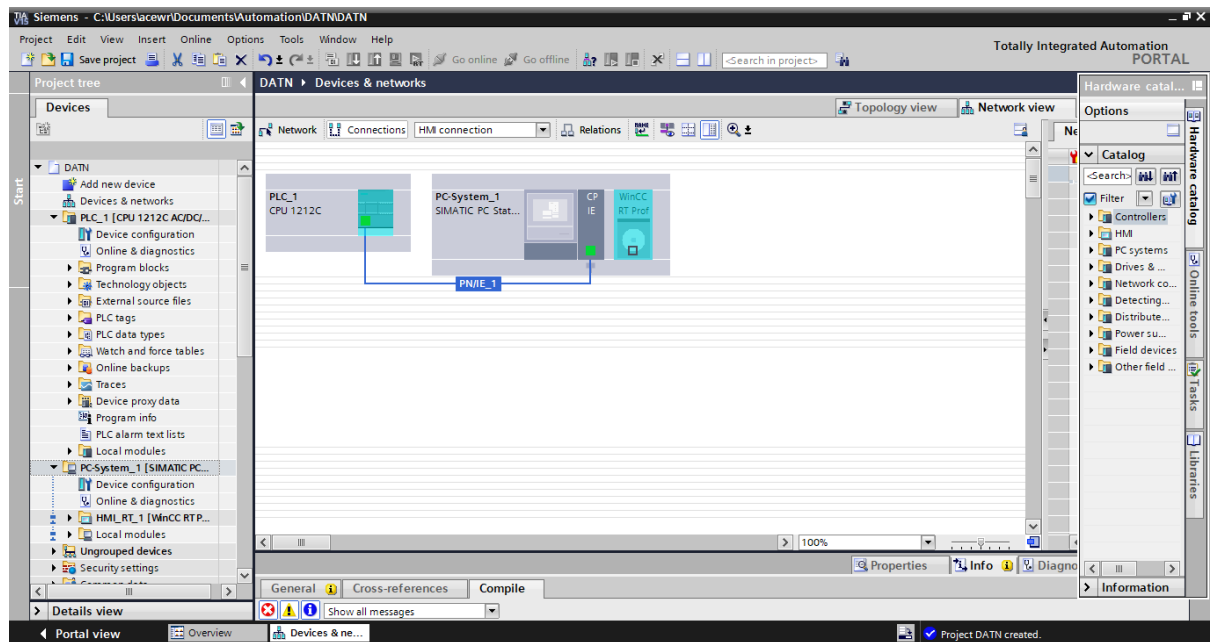 Siemens - C:\Users\acewr\Documents\Automation\DATN\DATN
Project Edit View Insert Online Options Tools Window Help
Totally Integrated Automation
PORTAL
Save project
Go online
Go offline
<Search in project>
Project tree
DATN ▸ Devices & networks
Hardware catal...
Devices
Topology view
Network view
Options
Network
Connections
HMI connection
Relations
Ne
Catalog
<Search>
Filter
Controllers
HMI
PC systems
Drives & ...
Network co...
Detecting...
Distribute...
Power su...
Field devices
Other field ...
Information
Hardware catalog
Online tools
Tasks
Libraries
Start
DATN
Add new device
Devices & networks
PLC_1 [CPU 1212C AC/DC/...
Device configuration
Online & diagnostics
Program blocks
Technology objects
External source files
PLC tags
PLC data types
Watch and force tables
Online backups
Traces
Device proxy data
Program info
PLC alarm text lists
Local modules
PC-System_1 [SIMATIC PC...
Device configuration
Online & diagnostics
HMI_RT_1 [WinCC RT P...
Local modules
Ungrouped devices
Security settings
Details view
PLC_1
CPU 1212C
PC-System_1
SIMATIC PC Stat...
CP
IE
WinCC
RT Prof
PN/IE_1
100%
Properties
Info
Diagno
General
Cross-references
Compile
Show all messages
Portal view
Overview
Devices & ne...
Project DATN created.